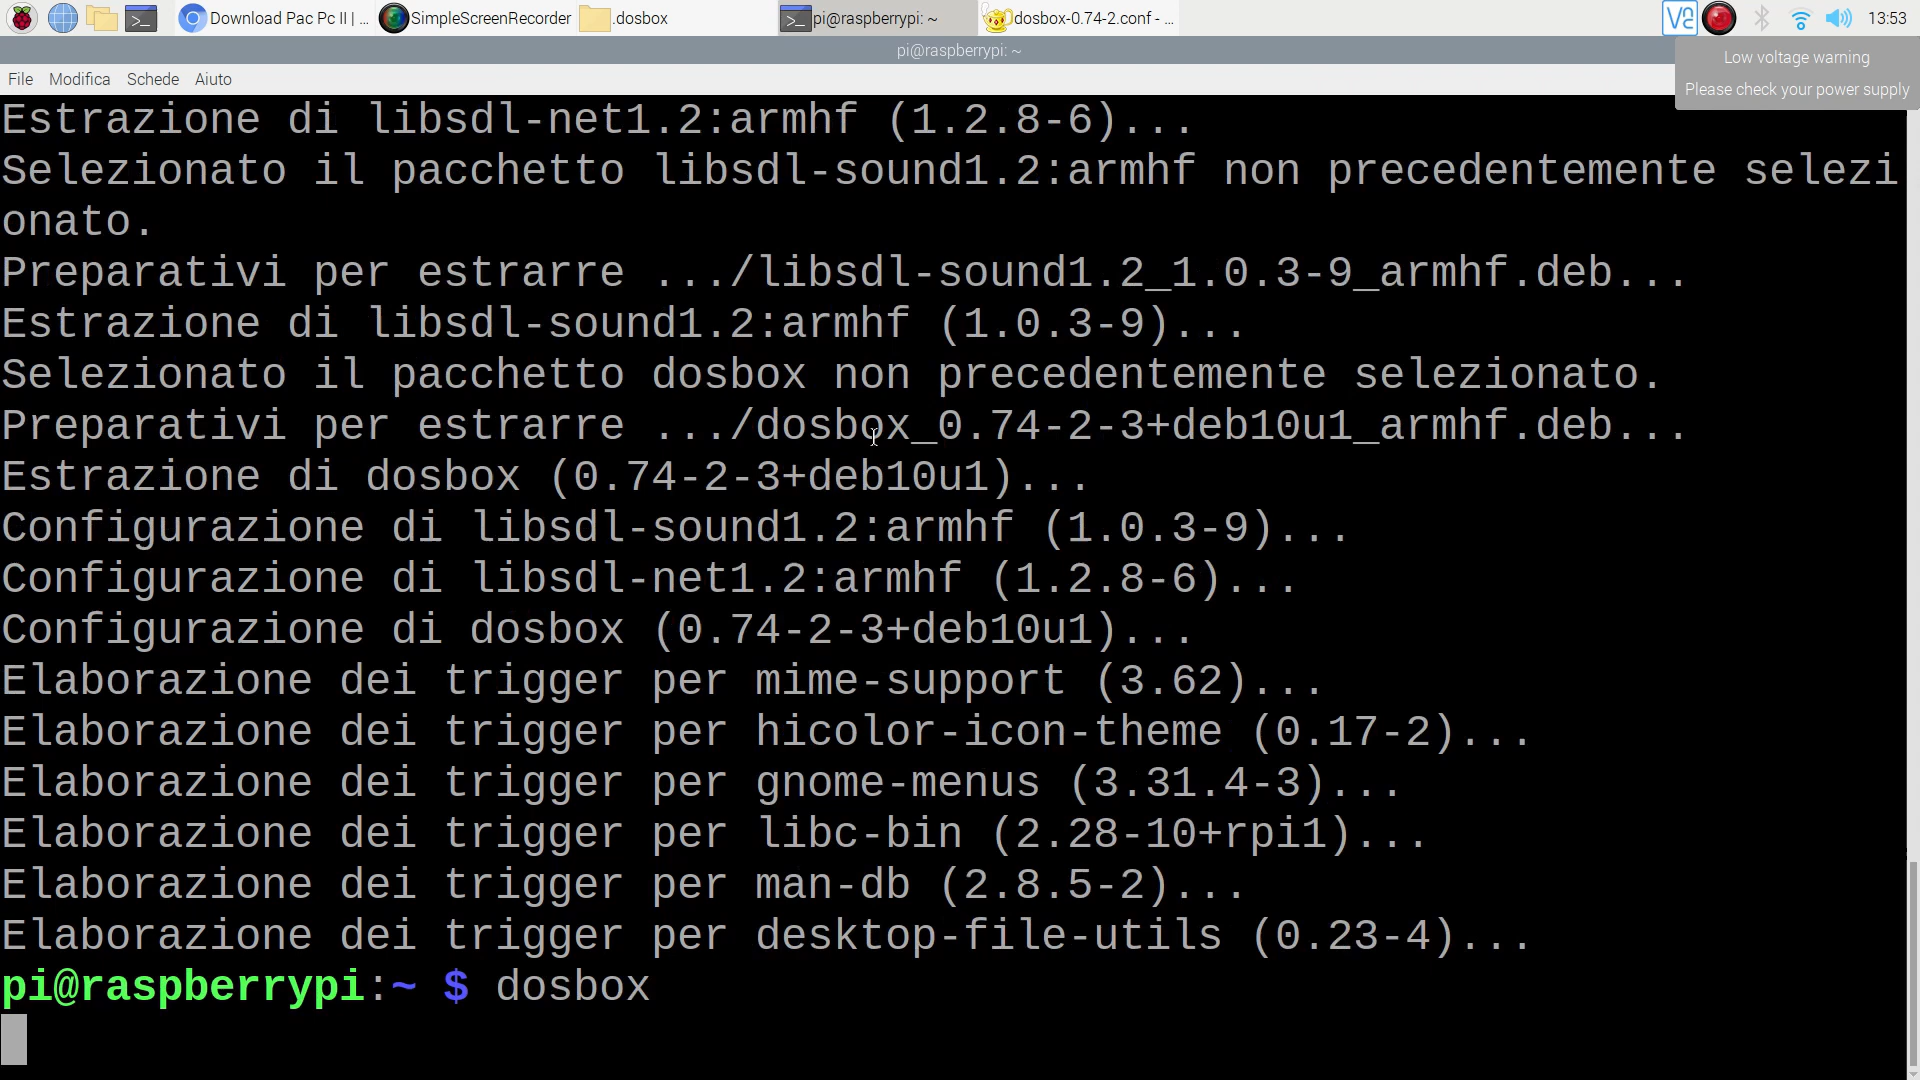 Download Pac Pc II | ...
SimpleScreenRecorder
.dosbox
pi@raspberrypi: ~
dosbox-0.74-2.conf - ...
13:53
pi@raspberrypi: ~
Low voltage warning
Please check your power supply
File Modifica Schede Aiuto
Estrazione di libsdl-net1.2:armhf (1.2.8-6)...
Selezionato il pacchetto libsdl-sound1.2:armhf non precedentemente selezi
onato.
Preparativi per estrarre .../libsdl-sound1.2_1.0.3-9_armhf.deb...
Estrazione di libsdl-sound1.2:armhf (1.0.3-9)...
Selezionato il pacchetto dosbox non precedentemente selezionato.
Preparativi per estrarre .../dosbox_0.74-2-3+deb10u1_armhf.deb...
Estrazione di dosbox (0.74-2-3+deb10u1)...
Configurazione di libsdl-sound1.2:armhf (1.0.3-9)...
Configurazione di libsdl-net1.2:armhf (1.2.8-6)...
Configurazione di dosbox (0.74-2-3+deb10u1)...
Elaborazione dei trigger per mime-support (3.62)...
Elaborazione dei trigger per hicolor-icon-theme (0.17-2)...
Elaborazione dei trigger per gnome-menus (3.31.4-3)...
Elaborazione dei trigger per libc-bin (2.28-10+rpi1)...
Elaborazione dei trigger per man-db (2.8.5-2)...
Elaborazione dei trigger per desktop-file-utils (0.23-4)...
pi@raspberrypi:~ $ dosbox